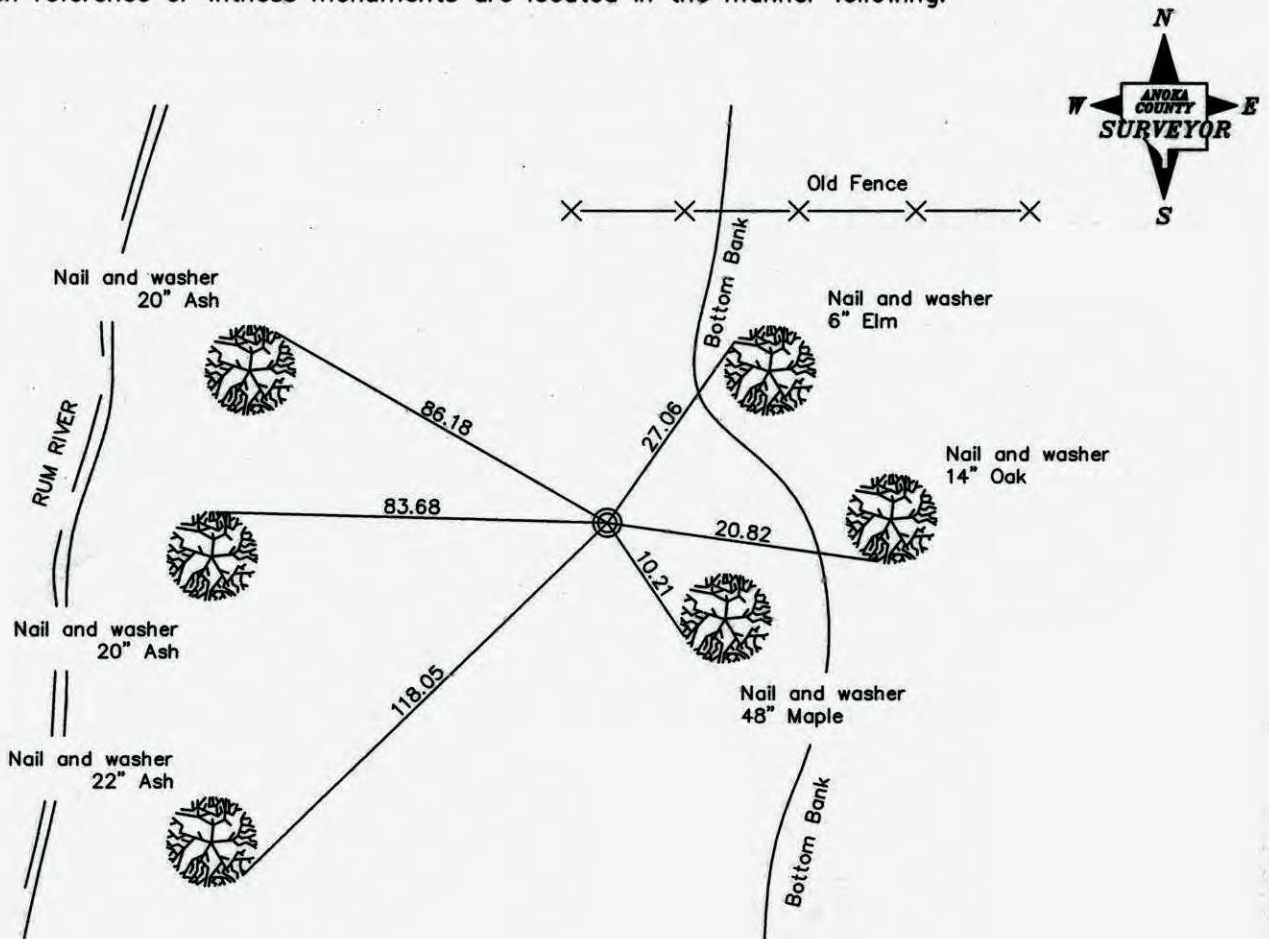 reference or witness monuments are located in the manner following:
N
ANOKA
COUNTY
W E
SURVEYOR
S
Old Fence
Nail and washer
20" Ash
Bottom Bank
Nail and washer
6" Elm
86.18
27.06
RUM RIVER
Nail and washer
14" Oak
83.68
20.82
10.21
Nail and washer
20" Ash
118.05
Nail and washer
48" Maple
Nail and washer
22" Ash
Bottom Bank